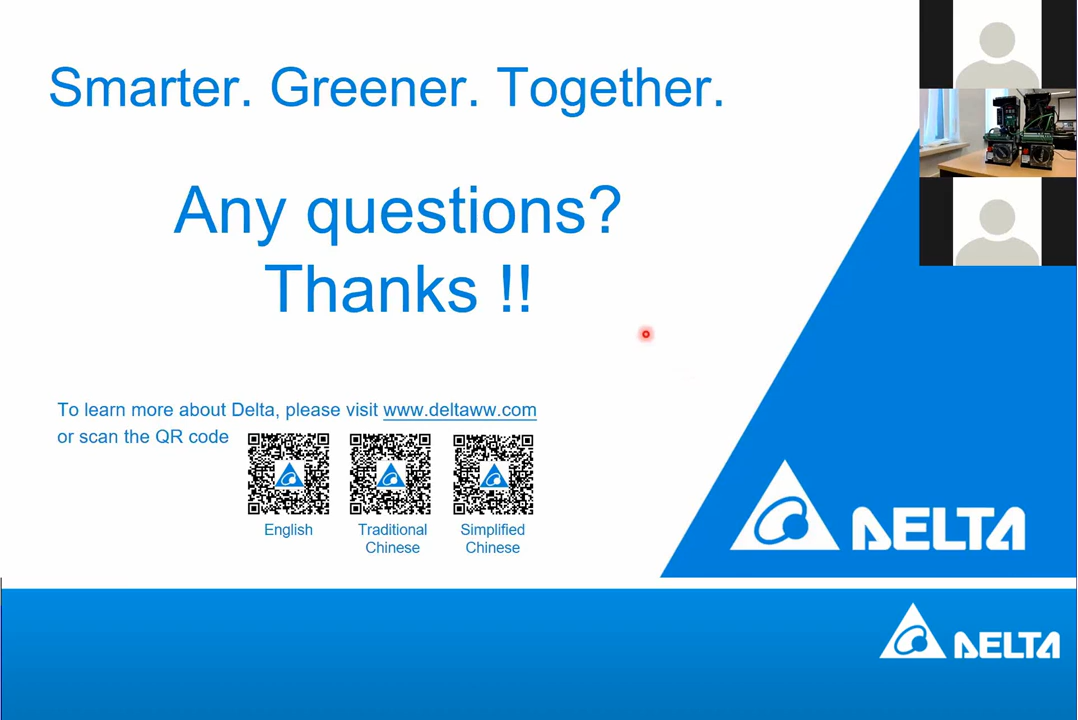 Smarter. Greener. Together.
Any questions?
Thanks !!
To learn more about Delta, please visit www.deltaww.com
or scan the QR code
English
Traditional
Chinese
Simplified
Chinese
DELTA
DELTA